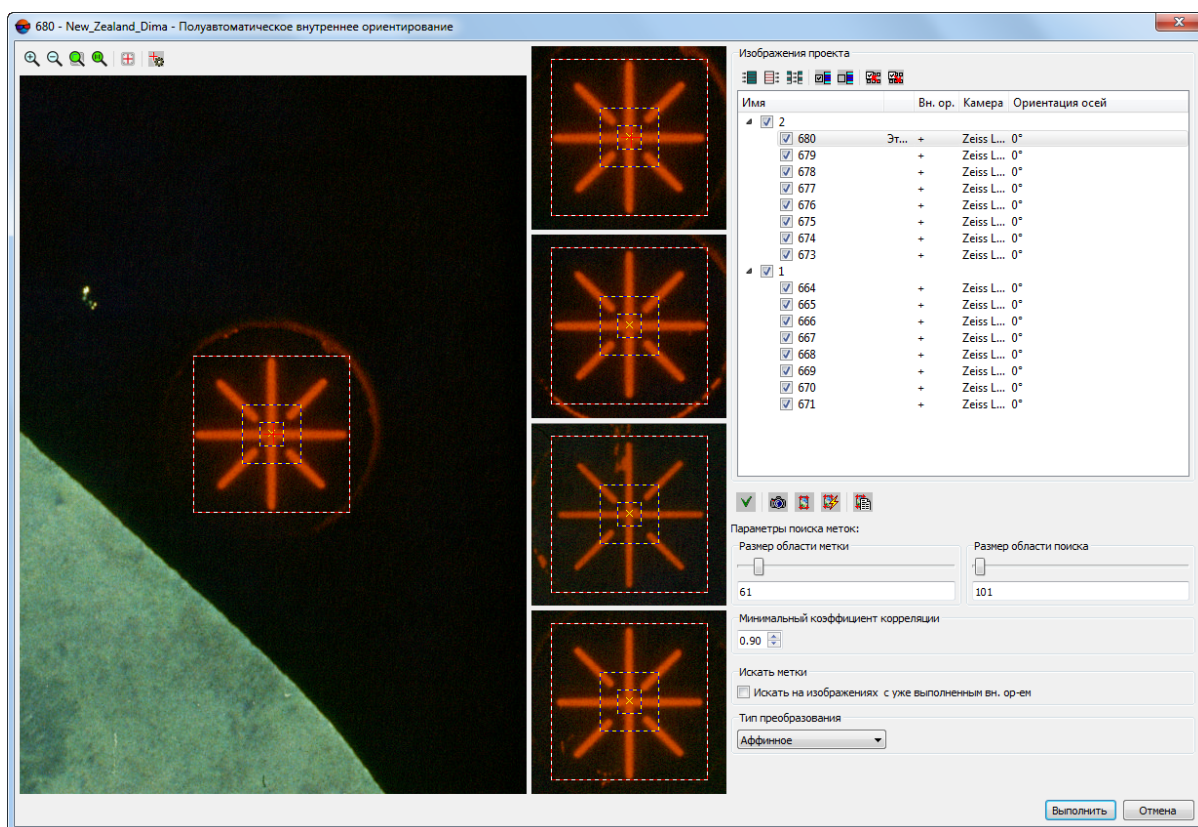 680 - New_Zealand_Dima - Полуавтоматическое внутреннее ориентирование
Изображения проекта
Имя Вн. ор. Камера Ориентация осей
2
680 Эт... + Zeiss L... 0°
679 + Zeiss L... 0°
678 + Zeiss L... 0°
677 + Zeiss L... 0°
676 + Zeiss L... 0°
675 + Zeiss L... 0°
674 + Zeiss L... 0°
673 + Zeiss L... 0°
1
664 + Zeiss L... 0°
665 + Zeiss L... 0°
666 + Zeiss L... 0°
667 + Zeiss L... 0°
668 + Zeiss L... 0°
669 + Zeiss L... 0°
670 + Zeiss L... 0°
671 + Zeiss L... 0°
Параметры поиска меток:
Размер области метки Размер области поиска
61 101
Минимальный коэффициент корреляции
0.90
Искать метки
Искать на изображениях с уже выполненным вн. ор-ем
Тип преобразования
Аффинное
Выполнить Отмена